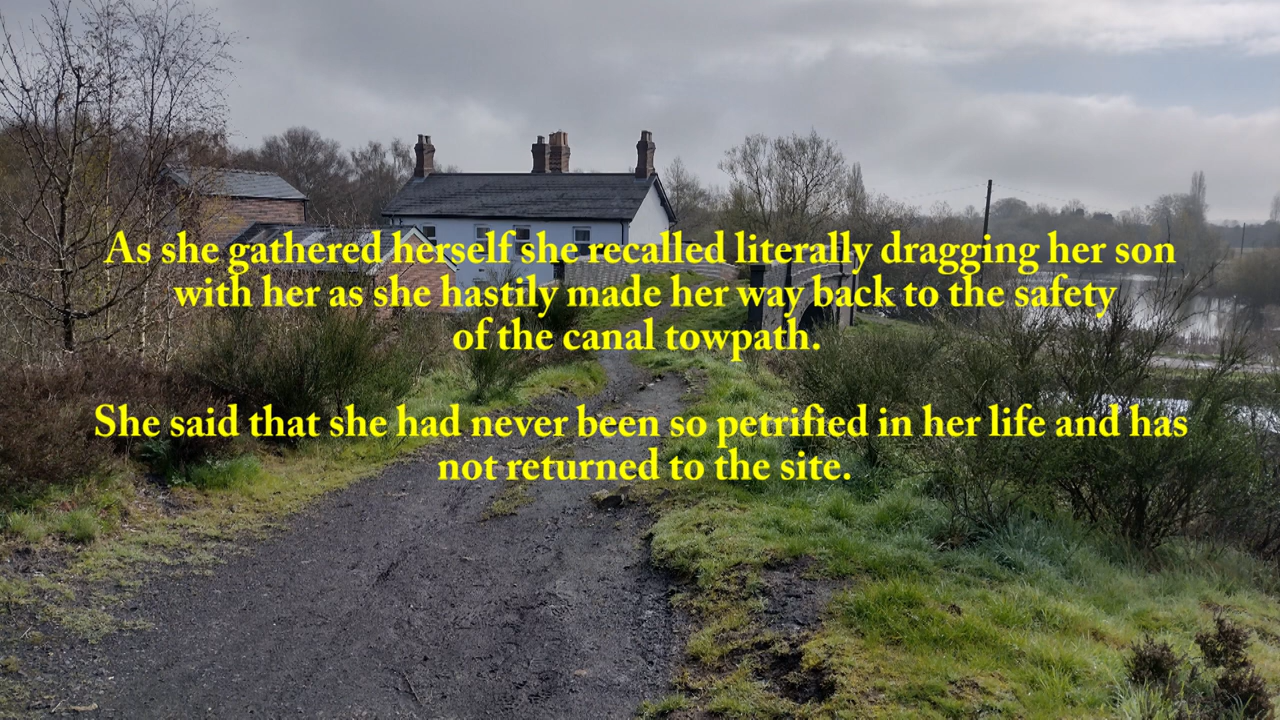 As she gathered herself she recalled literally dragging her son
with her as she hastily made her way back to the safety
of the canal towpath.
She said that she had never been so petrified in her life and has
not returned to the site.